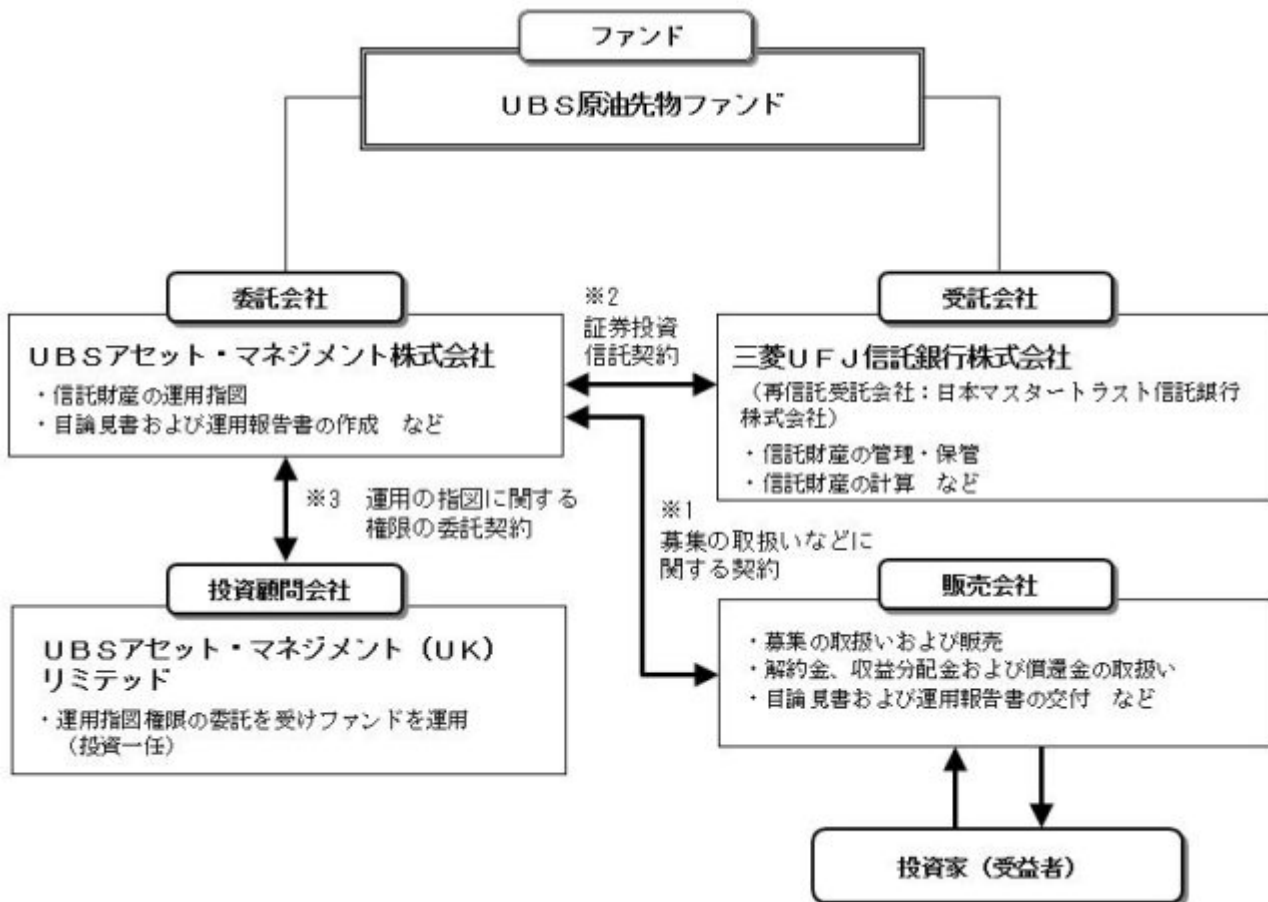 ファンド
UBS原油先物ファンド
委託会社
UBSアセット・マネジメント株式会社
・信託財産の運用指図
・目論見書および運用報告書の作成　など
※2
証券投資
信託契約
受託会社
三菱UFJ信託銀行株式会社
（再信託受託会社：日本マスタートラスト信託銀行
株式会社）
・信託財産の管理・保管
・信託財産の計算　など
※3　運用の指図に関する
権限の委託契約
※1
募集の取扱いなどに
関する契約
投資顧問会社
UBSアセット・マネジメント（UK）
リミテッド
・運用指図権限の委託を受けファンドを運用
（投資一任）
販売会社
・募集の取扱いおよび販売
・解約金、収益分配金および償還金の取扱い
・目論見書および運用報告書の交付　など
投資家（受益者）